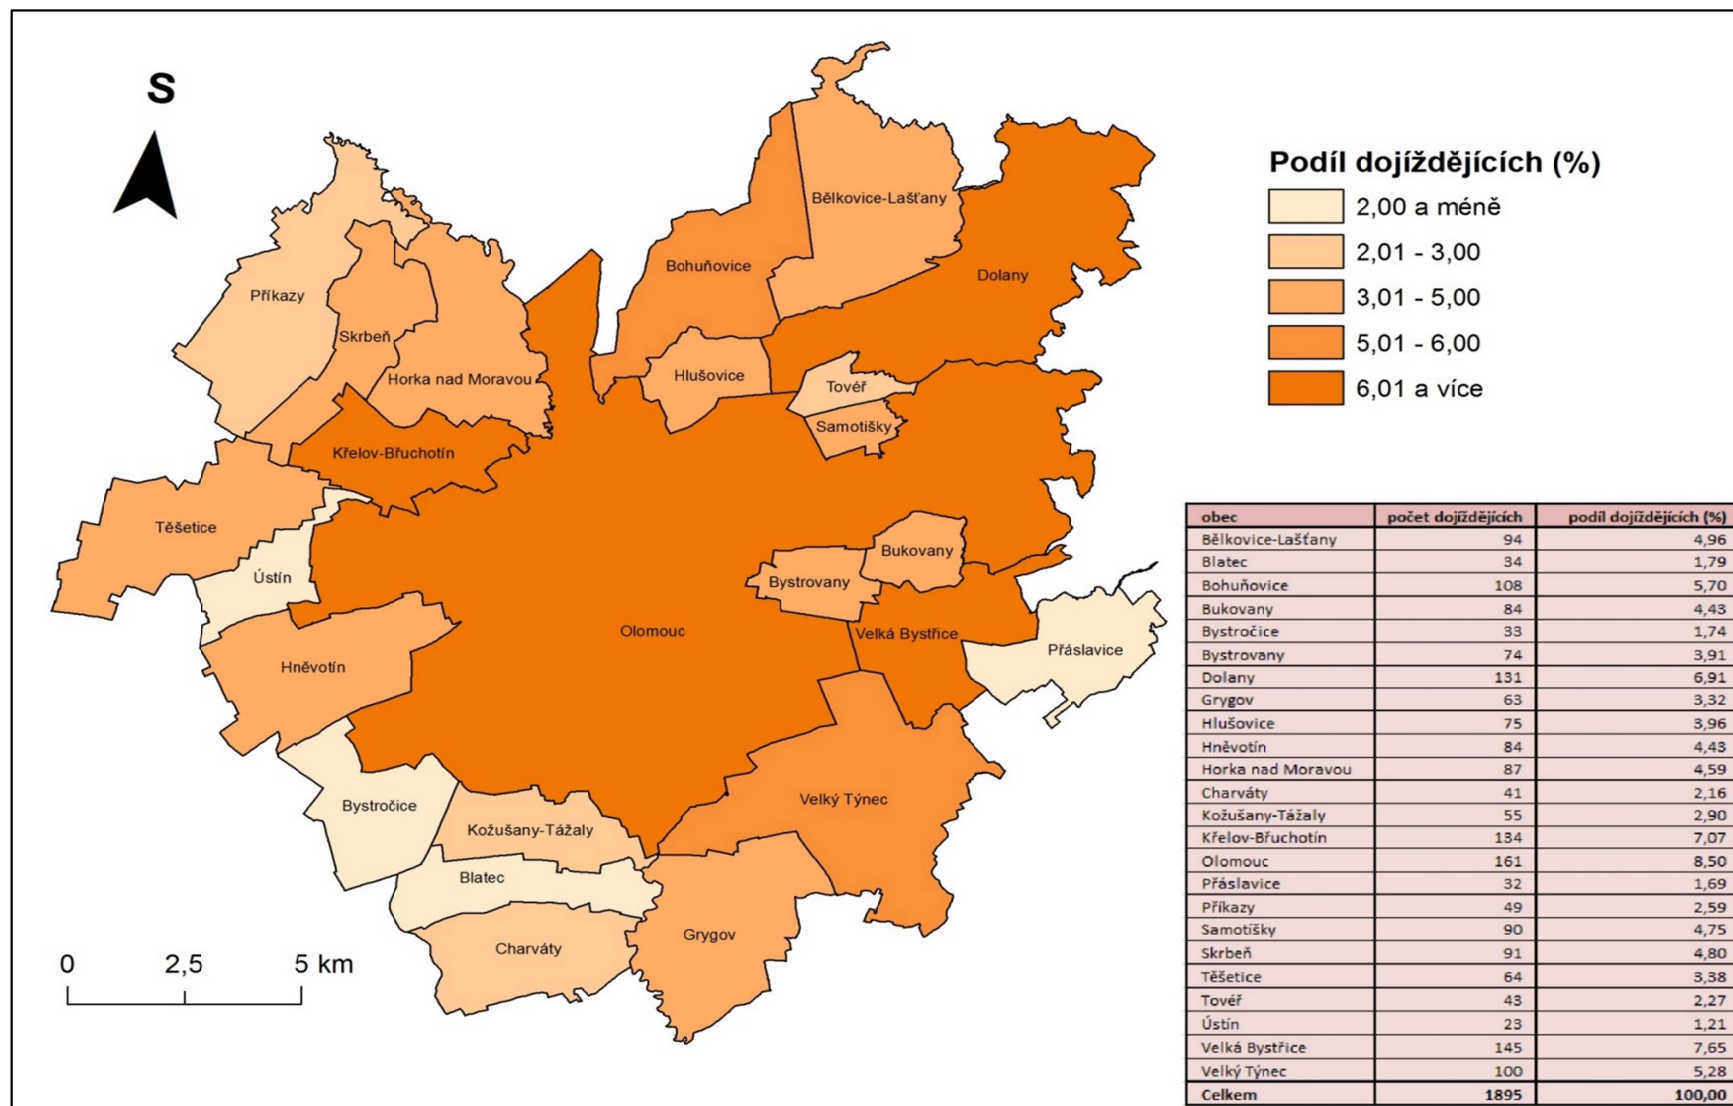 S
Podíl dojíždějících (%)
2,00 a méně
2,01 - 3,00
3,01 - 5,00
5,01 - 6,00
6,01 a více
Bělkovice-Lašťany
Bohuňovice
Dolany
Příkazy
Skrbeň
Horka nad Moravou
Hlušovice
Tovéř
Samotišky
Křelov-Břuchotín
Těšetice
Ústín
Bukovany
Bystrovany
Olomouc
Velká Bystřice
Přáslavice
Hněvotín
Bystročice
Velký Týnec
Kožušany-Tážaly
Blatec
Charváty
Grygov
0 2,5 5 km
obec počet dojíždějících podíl dojíždějících (%)
Bělkovice-Lašťany 94 4,96
Blatec 34 1,79
Bohuňovice 108 5,70
Bukovany 84 4,43
Bystročice 33 1,74
Bystrovany 74 3,91
Dolany 131 6,91
Grygov 63 3,32
Hlušovice 75 3,96
Hněvotín 84 4,43
Horka nad Moravou 87 4,59
Charváty 41 2,16
Kožušany-Tážaly 55 2,90
Křelov-Břuchotín 134 7,07
Olomouc 161 8,50
Přáslavice 32 1,69
Příkazy 49 2,59
Samotíšky 90 4,75
Skrbeň 91 4,80
Těšetice 64 3,38
Tovéř 43 2,27
Ústín 23 1,21
Velká Bystřice 145 7,65
Velký Týnec 100 5,28
Celkem 1895 100,00